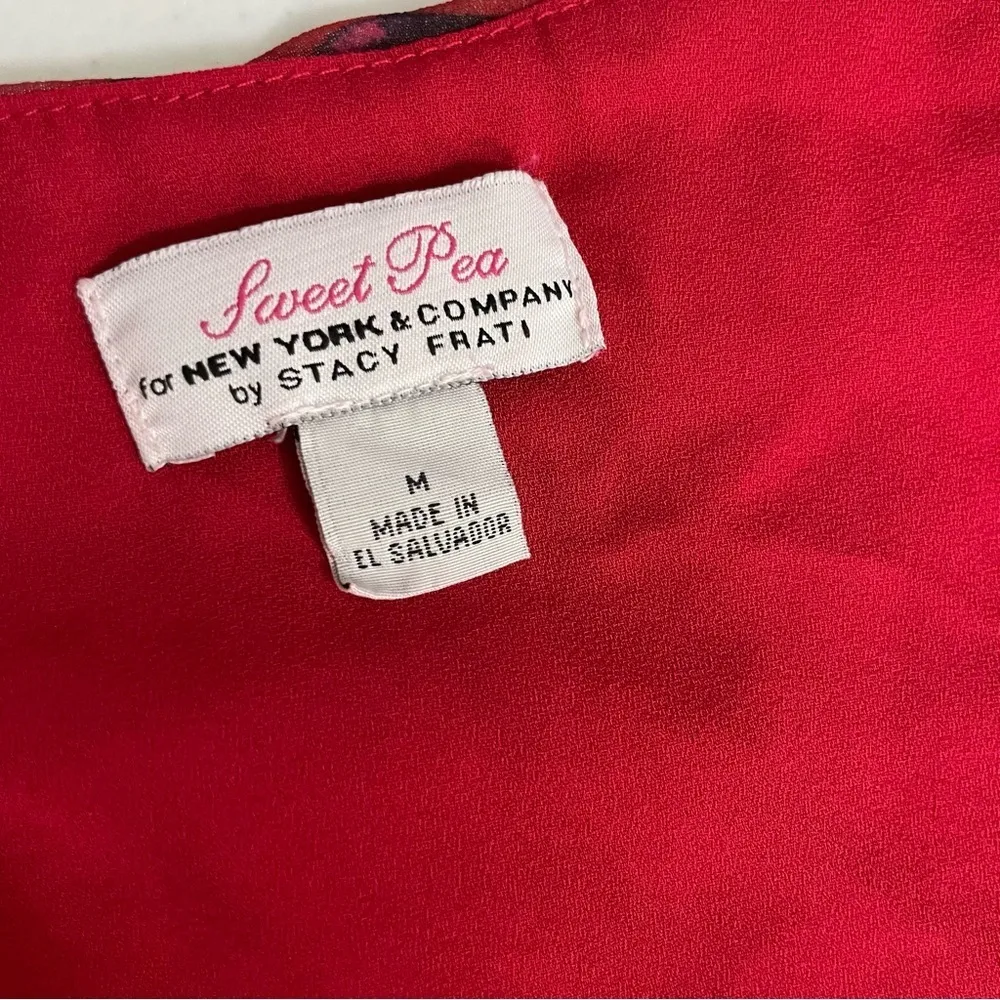 Sweet Pea
for NEW YORK & COMPANY
by STACY FRATI
M
MADE IN
EL SALVADOR